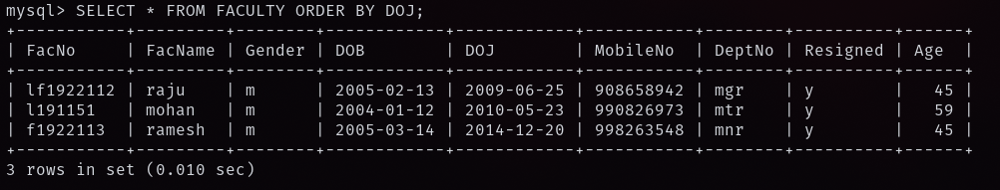 mysql> SELECT * FROM FACULTY ORDER BY DOJ;
+-----------+---------+--------+------------+------------+-----------+--------+----------+------+
| FacNo     | FacName | Gender | DOB        | DOJ        | MobileNo  | DeptNo | Resigned | Age  |
+-----------+---------+--------+------------+------------+-----------+--------+----------+------+
| lf1922112 | raju    | m      | 2005-02-13 | 2009-06-25 | 908658942 | mgr    | y        |   45 |
| l191151   | mohan   | m      | 2004-01-12 | 2010-05-23 | 990826973 | mtr    | y        |   59 |
| f1922113  | ramesh  | m      | 2005-03-14 | 2014-12-20 | 998263548 | mnr    | y        |   45 |
+-----------+---------+--------+------------+------------+-----------+--------+----------+------+
3 rows in set (0.010 sec)